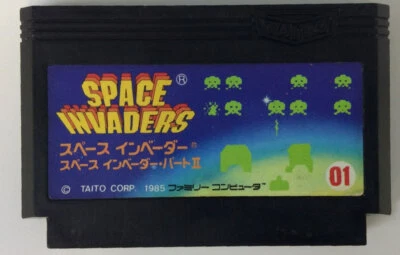 SPACE ®
INVADERS
スペース インベーダー®
スペース インベーダー・パートII
© TAITO CORP. 1985 ファミリー コンピュータ™
01